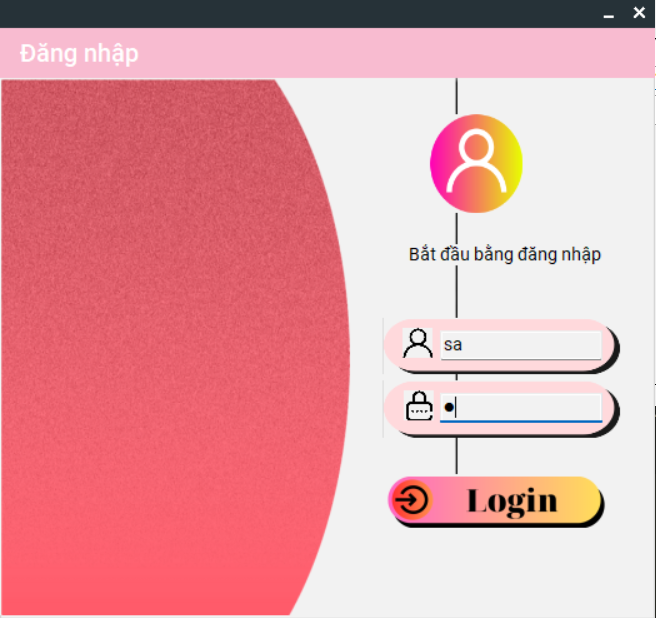 Đăng nhập
Bắt đầu bằng đăng nhập
sa
Login